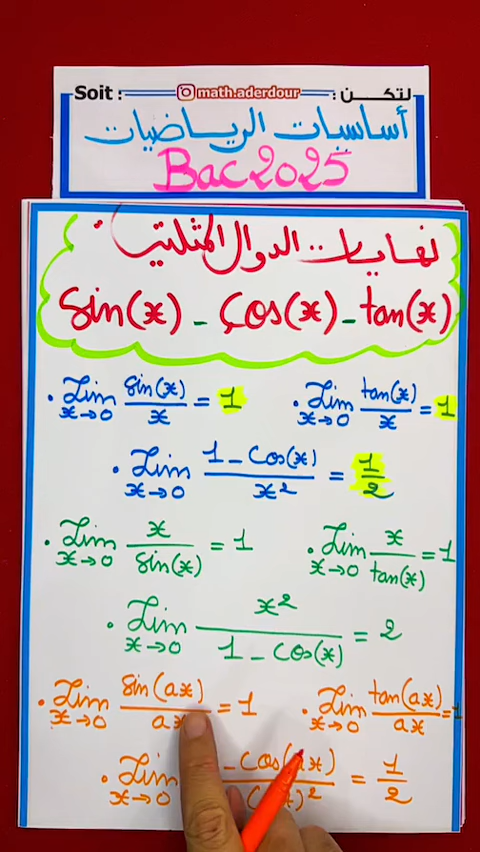 Soit : math.aderdour لتكن :
أساسيات الرياضيات
Bac2025
نهايات .. الدوال المثلثية
sin(x) - cos(x) - tan(x)
• Lim x→0 sin(x)/x = 1 • Lim x→0 tan(x)/x = 1
• Lim x→0 1 - cos(x)/x² = 1/2
• Lim x→0 x/sin(x) = 1 • Lim x→0 x/tan(x) = 1
• Lim x→0 x²/1 - cos(x) = 2
• Lim x→0 sin(ax)/ax = 1 • Lim x→0 tan(ax)/ax = 1
• Lim x→0 - cos( x)/( )² = 1/2